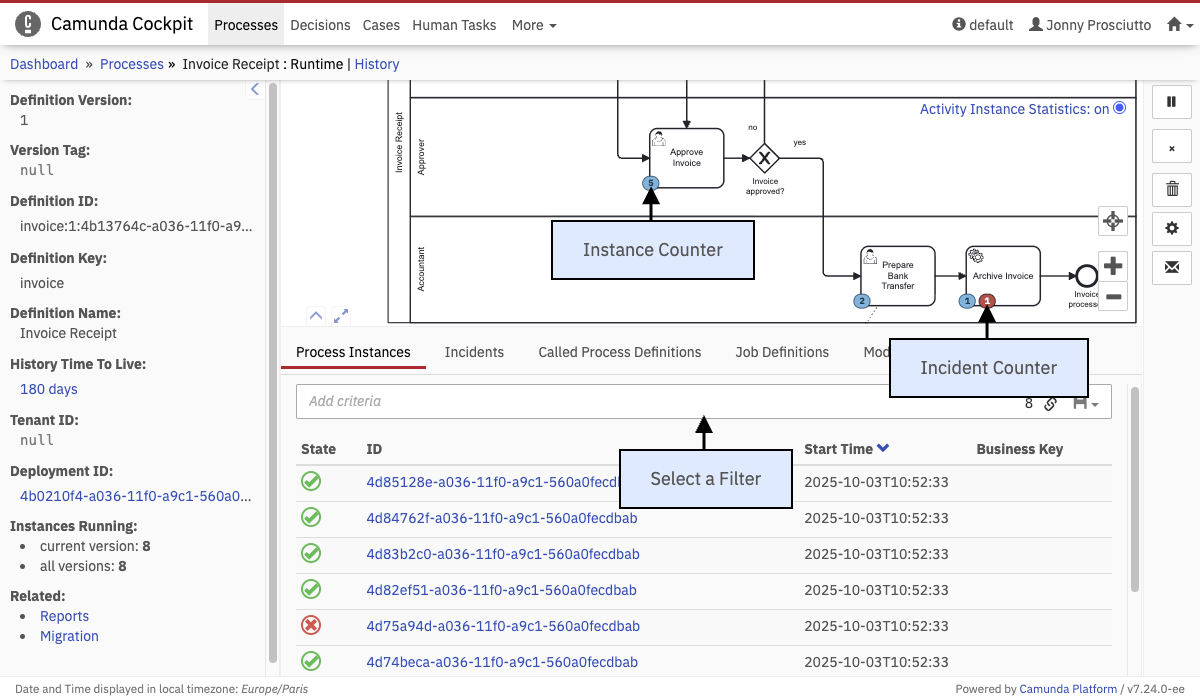 Camunda Cockpit Processes Decisions Cases Human Tasks More default Jonny Prosciutto
Dashboard » Processes » Invoice Receipt : Runtime | History
Definition Version:
1
Version Tag:
null
Definition ID:
invoice:1:4b13764c-a036-11f0-a9...
Definition Key:
invoice
Definition Name:
Invoice Receipt
History Time To Live:
180 days
Tenant ID:
null
Deployment ID:
4b0210f4-a036-11f0-a9c1-560a0...
Instances Running:
current version: 8
all versions: 8
Related:
Reports
Migration
Activity Instance Statistics: on
Invoice Receipt
Approver
Approve
Invoice
5
no
yes
Invoice
approved?
Instance Counter
Accountant
Prepare
Bank
Transfer
2
Archive Invoice
1 1
Invoice
Incident Counter
Process Instances Incidents Called Process Definitions Job Definitions
Add criteria 8
Select a Filter
State ID Start Time Business Key
2025-10-03T10:52:33
4d84762f-a036-11f0-a9c1-560a0fecdbab 2025-10-03T10:52:33
4d83b2c0-a036-11f0-a9c1-560a0fecdbab 2025-10-03T10:52:33
4d82ef51-a036-11f0-a9c1-560a0fecdbab 2025-10-03T10:52:33
4d75a94d-a036-11f0-a9c1-560a0fecdbab 2025-10-03T10:52:33
4d74beca-a036-11f0-a9c1-560a0fecdbab 2025-10-03T10:52:33
Date and Time displayed in local timezone: Europe/Paris
Powered by Camunda Platform / v7.24.0-ee